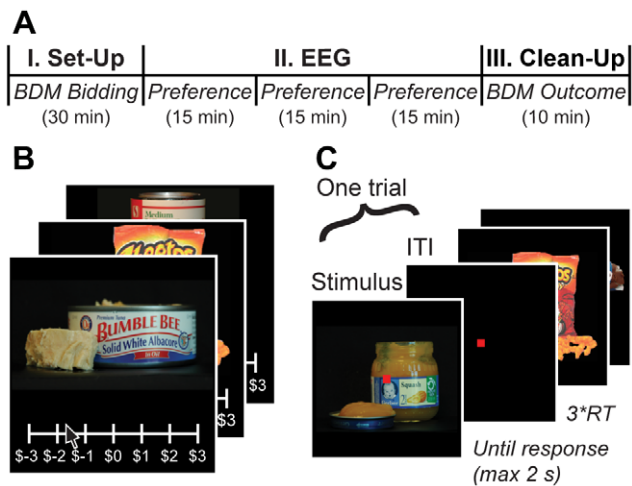 A
I. Set-Up II. EEG III. Clean-Up
BDM Bidding Preference Preference Preference BDM Outcome
(30 min) (15 min) (15 min) (15 min) (10 min)
B
Medium
Cheetos
$3
$3
BUMBLE BEE
Solid White Albacore
$-3 $-2 $-1 $0 $1 $2 $3
C
One trial
ITI
Stimulus
Squash
3*RT
Until response
(max 2 s)